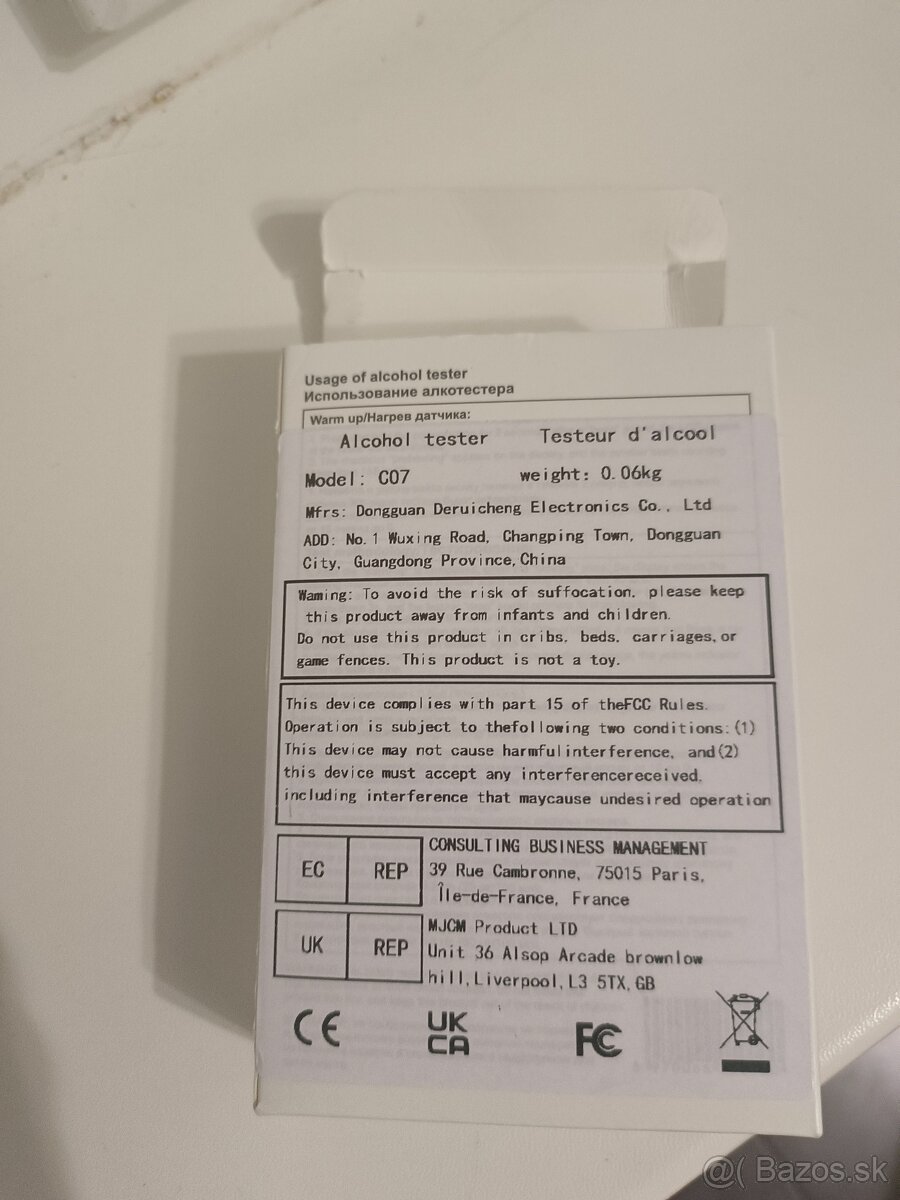 Usage of alcohol tester
Использование алкотестера
Warm up/Нагрев датчика:
Alcohol tester Testeur d'alcool
Model: C07 weight: 0.06kg
Mfrs: Dongguan Deruicheng Electronics Co., Ltd
ADD: No.1 Wuxing Road, Changping Town, Dongguan
City, Guangdong Province,China
Waming: To avoid the risk of suffocation. please keep
this product away from infants and children.
Do not use this product in cribs. beds. carriages,or
game fences. This product is not a toy.
This device complies with part 15 of theFCC Rules.
Operation is subject to thefollowing two conditions:(1)
This device may not cause harmfulinterference, and(2)
this device must accept any interferencereceived.
including interference that maycause undesired operation
EC REP CONSULTING BUSINESS MANAGEMENT
39 Rue Cambronne, 75015 Paris,
Île-de-France, France
UK REP MJCM Product LTD
Unit 36 Alsop Arcade brownlow
hill,Liverpool,L3 5TX,GB
CE UK CA FC
@( Bazos.sk